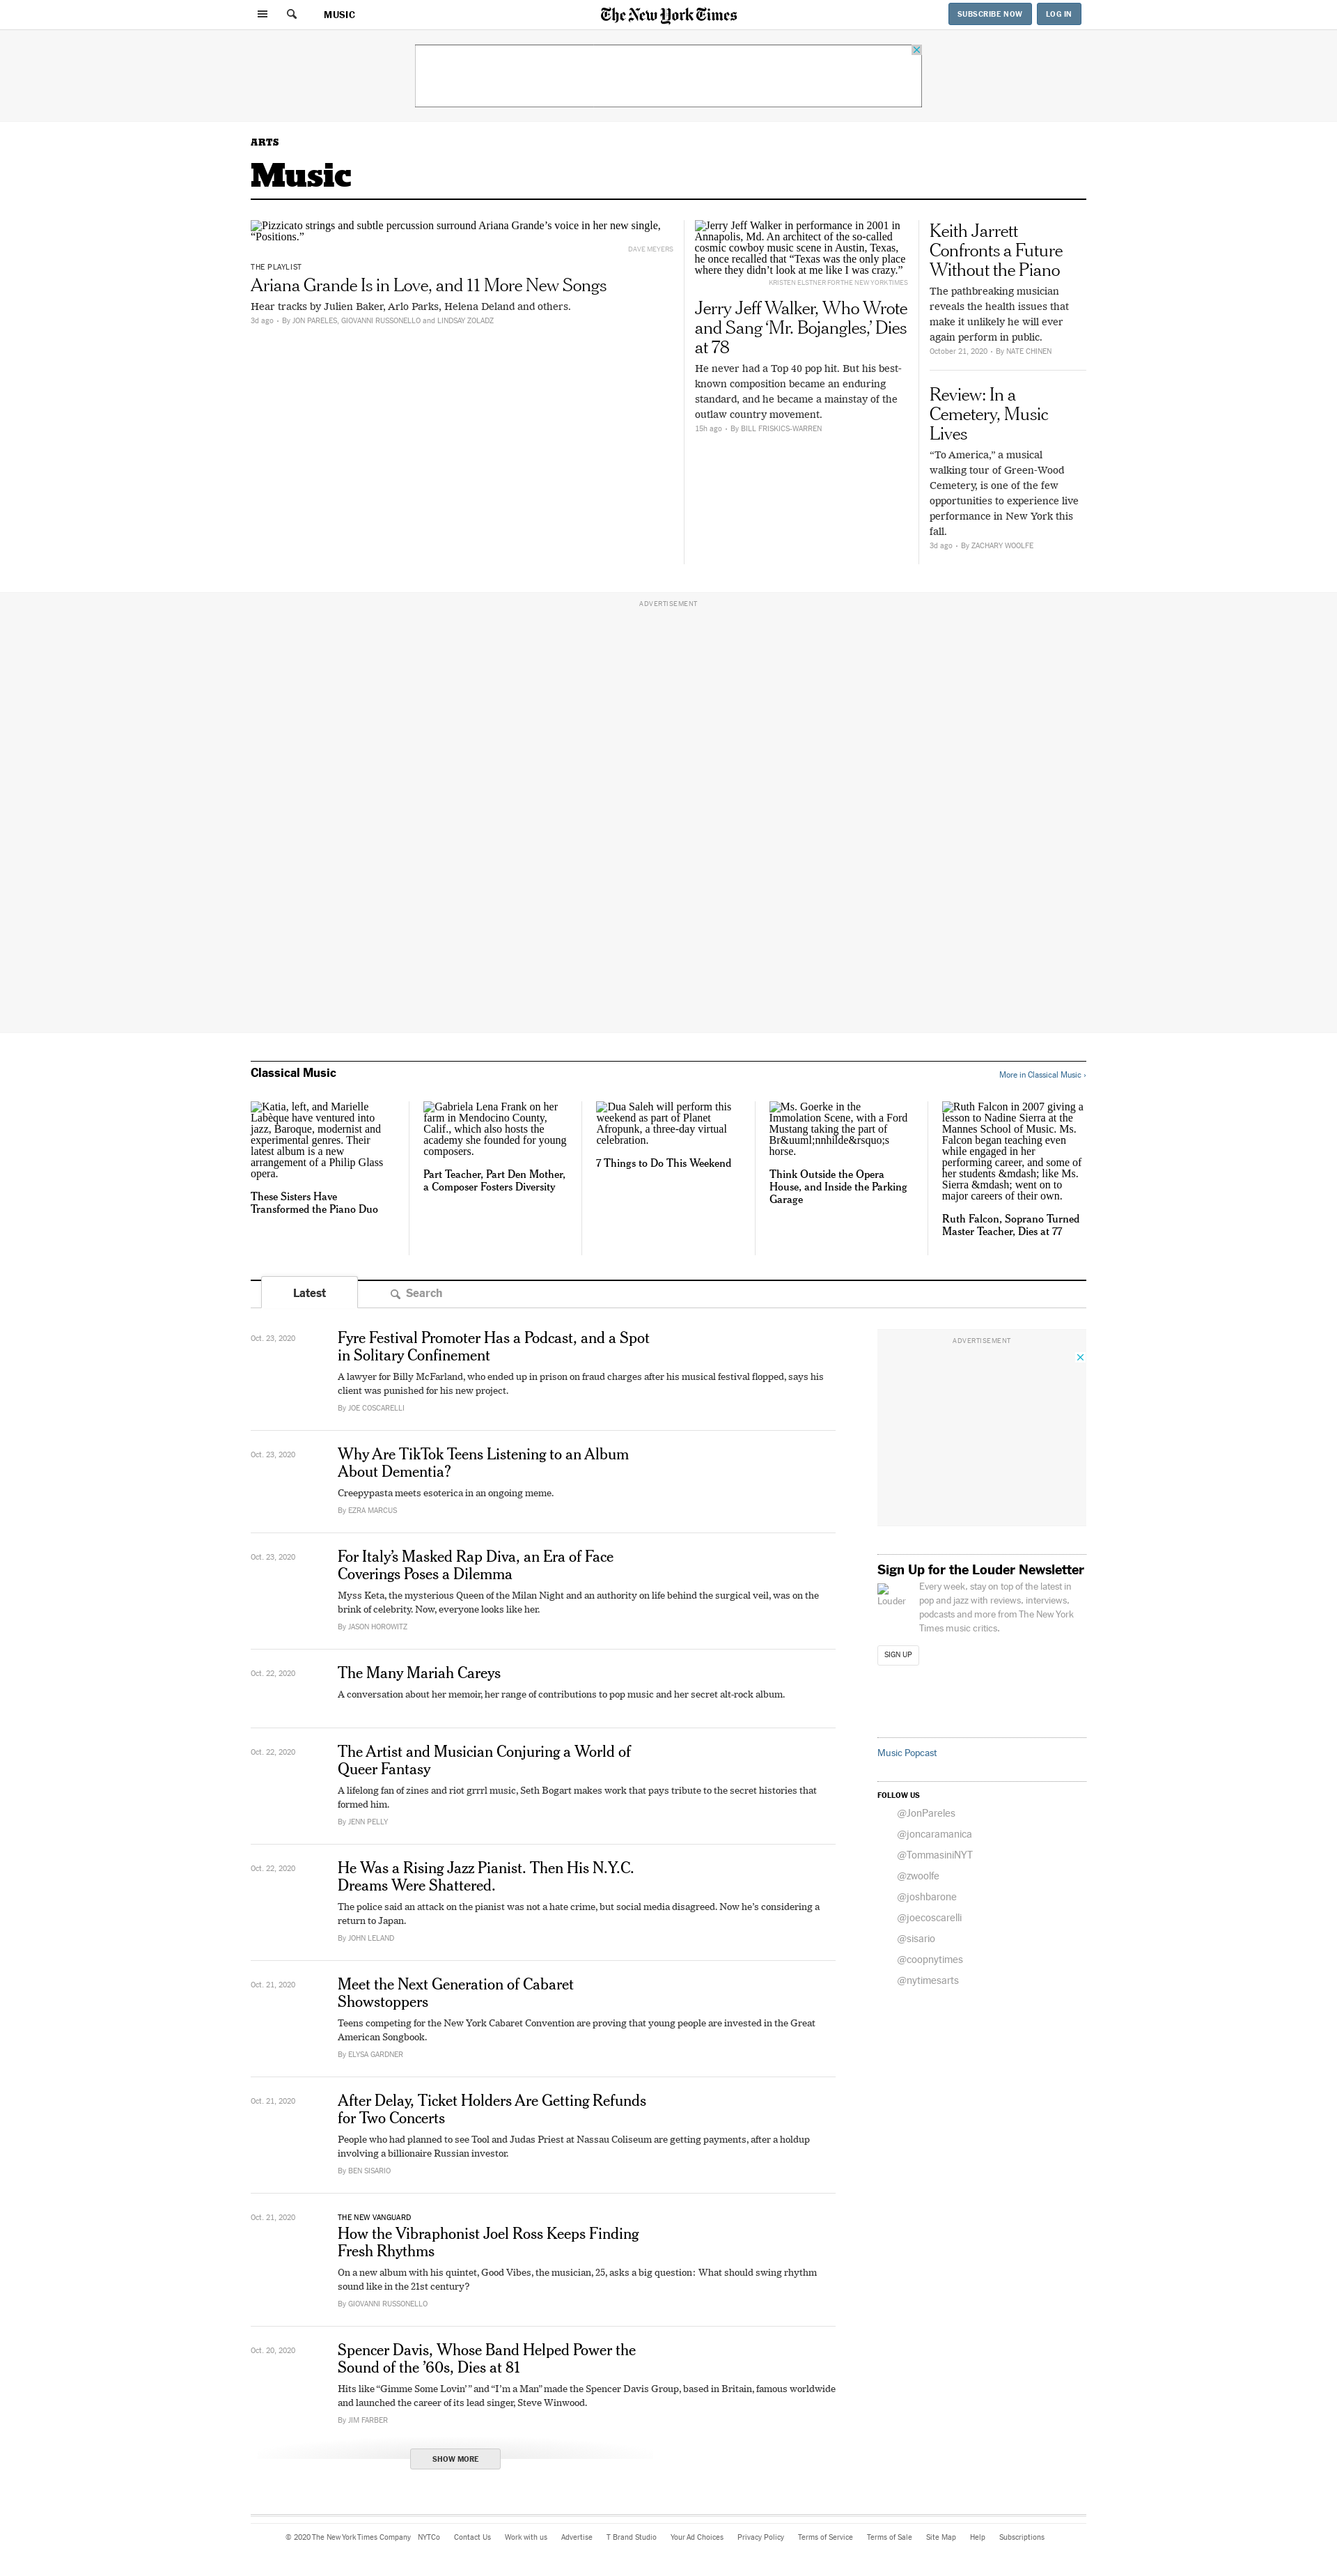 MUSIC
The New York Times
SUBSCRIBE NOW
LOG IN
ARTS
Music
Pizzicato strings and subtle percussion surround Ariana Grande’s voice in her new single,
“Positions.”
DAVE MEYERS
THE PLAYLIST
Ariana Grande Is in Love, and 11 More New Songs
Hear tracks by Julien Baker, Arlo Parks, Helena Deland and others.
3d ago • By JON PARELES, GIOVANNI RUSSONELLO and LINDSAY ZOLADZ
Jerry Jeff Walker in performance in 2001 in
Annapolis, Md. An architect of the so-called
cosmic cowboy music scene in Austin, Texas,
he once recalled that “Texas was the only place
where they didn’t look at me like I was crazy.”
KRISTEN ELSTNER FOR THE NEW YORK TIMES
Jerry Jeff Walker, Who Wrote
and Sang ‘Mr. Bojangles,’ Dies
at 78
He never had a Top 40 pop hit. But his best-
known composition became an enduring
standard, and he became a mainstay of the
outlaw country movement.
15h ago • By BILL FRISKICS-WARREN
Keith Jarrett
Confronts a Future
Without the Piano
The pathbreaking musician
reveals the health issues that
make it unlikely he will ever
again perform in public.
October 21, 2020 • By NATE CHINEN
Review: In a
Cemetery, Music
Lives
“To America,” a musical
walking tour of Green-Wood
Cemetery, is one of the few
opportunities to experience live
performance in New York this
fall.
3d ago • By ZACHARY WOOLFE
ADVERTISEMENT
Classical Music
More in Classical Music ›
Katia, left, and Marielle
Labèque have ventured into
jazz, Baroque, modernist and
experimental genres. Their
latest album is a new
arrangement of a Philip Glass
opera.
These Sisters Have
Transformed the Piano Duo
Gabriela Lena Frank on her
farm in Mendocino County,
Calif., which also hosts the
academy she founded for young
composers.
Part Teacher, Part Den Mother,
a Composer Fosters Diversity
Dua Saleh will perform this
weekend as part of Planet
Afropunk, a three-day virtual
celebration.
7 Things to Do This Weekend
Ms. Goerke in the
Immolation Scene, with a Ford
Mustang taking the part of
Br&uuml;nnhilde&rsquo;s
horse.
Think Outside the Opera
House, and Inside the Parking
Garage
Ruth Falcon in 2007 giving a
lesson to Nadine Sierra at the
Mannes School of Music. Ms.
Falcon began teaching even
while engaged in her
performing career, and some of
her students &mdash; like Ms.
Sierra &mdash; went on to
major careers of their own.
Ruth Falcon, Soprano Turned
Master Teacher, Dies at 77
Latest
Search
Oct. 23, 2020
Fyre Festival Promoter Has a Podcast, and a Spot
in Solitary Confinement
A lawyer for Billy McFarland, who ended up in prison on fraud charges after his musical festival flopped, says his
client was punished for his new project.
By JOE COSCARELLI
Oct. 23, 2020
Why Are TikTok Teens Listening to an Album
About Dementia?
Creepypasta meets esoterica in an ongoing meme.
By EZRA MARCUS
Oct. 23, 2020
For Italy’s Masked Rap Diva, an Era of Face
Coverings Poses a Dilemma
Myss Keta, the mysterious Queen of the Milan Night and an authority on life behind the surgical veil, was on the
brink of celebrity. Now, everyone looks like her.
By JASON HOROWITZ
Oct. 22, 2020
The Many Mariah Careys
A conversation about her memoir, her range of contributions to pop music and her secret alt-rock album.
Oct. 22, 2020
The Artist and Musician Conjuring a World of
Queer Fantasy
A lifelong fan of zines and riot grrrl music, Seth Bogart makes work that pays tribute to the secret histories that
formed him.
By JENN PELLY
Oct. 22, 2020
He Was a Rising Jazz Pianist. Then His N.Y.C.
Dreams Were Shattered.
The police said an attack on the pianist was not a hate crime, but social media disagreed. Now he’s considering a
return to Japan.
By JOHN LELAND
Oct. 21, 2020
Meet the Next Generation of Cabaret
Showstoppers
Teens competing for the New York Cabaret Convention are proving that young people are invested in the Great
American Songbook.
By ELYSA GARDNER
Oct. 21, 2020
After Delay, Ticket Holders Are Getting Refunds
for Two Concerts
People who had planned to see Tool and Judas Priest at Nassau Coliseum are getting payments, after a holdup
involving a billionaire Russian investor.
By BEN SISARIO
Oct. 21, 2020
THE NEW VANGUARD
How the Vibraphonist Joel Ross Keeps Finding
Fresh Rhythms
On a new album with his quintet, Good Vibes, the musician, 25, asks a big question: What should swing rhythm
sound like in the 21st century?
By GIOVANNI RUSSONELLO
Oct. 20, 2020
Spencer Davis, Whose Band Helped Power the
Sound of the ’60s, Dies at 81
Hits like “Gimme Some Lovin’ ” and “I’m a Man” made the Spencer Davis Group, based in Britain, famous worldwide
and launched the career of its lead singer, Steve Winwood.
By JIM FARBER
SHOW MORE
ADVERTISEMENT
Sign Up for the Louder Newsletter
Louder
Every week, stay on top of the latest in
pop and jazz with reviews, interviews,
podcasts and more from The New York
Times music critics.
SIGN UP
Music Popcast
FOLLOW US
@JonPareles
@joncaramanica
@TommasiniNYT
@zwoolfe
@joshbarone
@joecoscarelli
@sisario
@coopnytimes
@nytimesarts
© 2020 The New York Times Company NYTCo Contact Us Work with us Advertise T Brand Studio Your Ad Choices Privacy Policy Terms of Service Terms of Sale Site Map Help Subscriptions